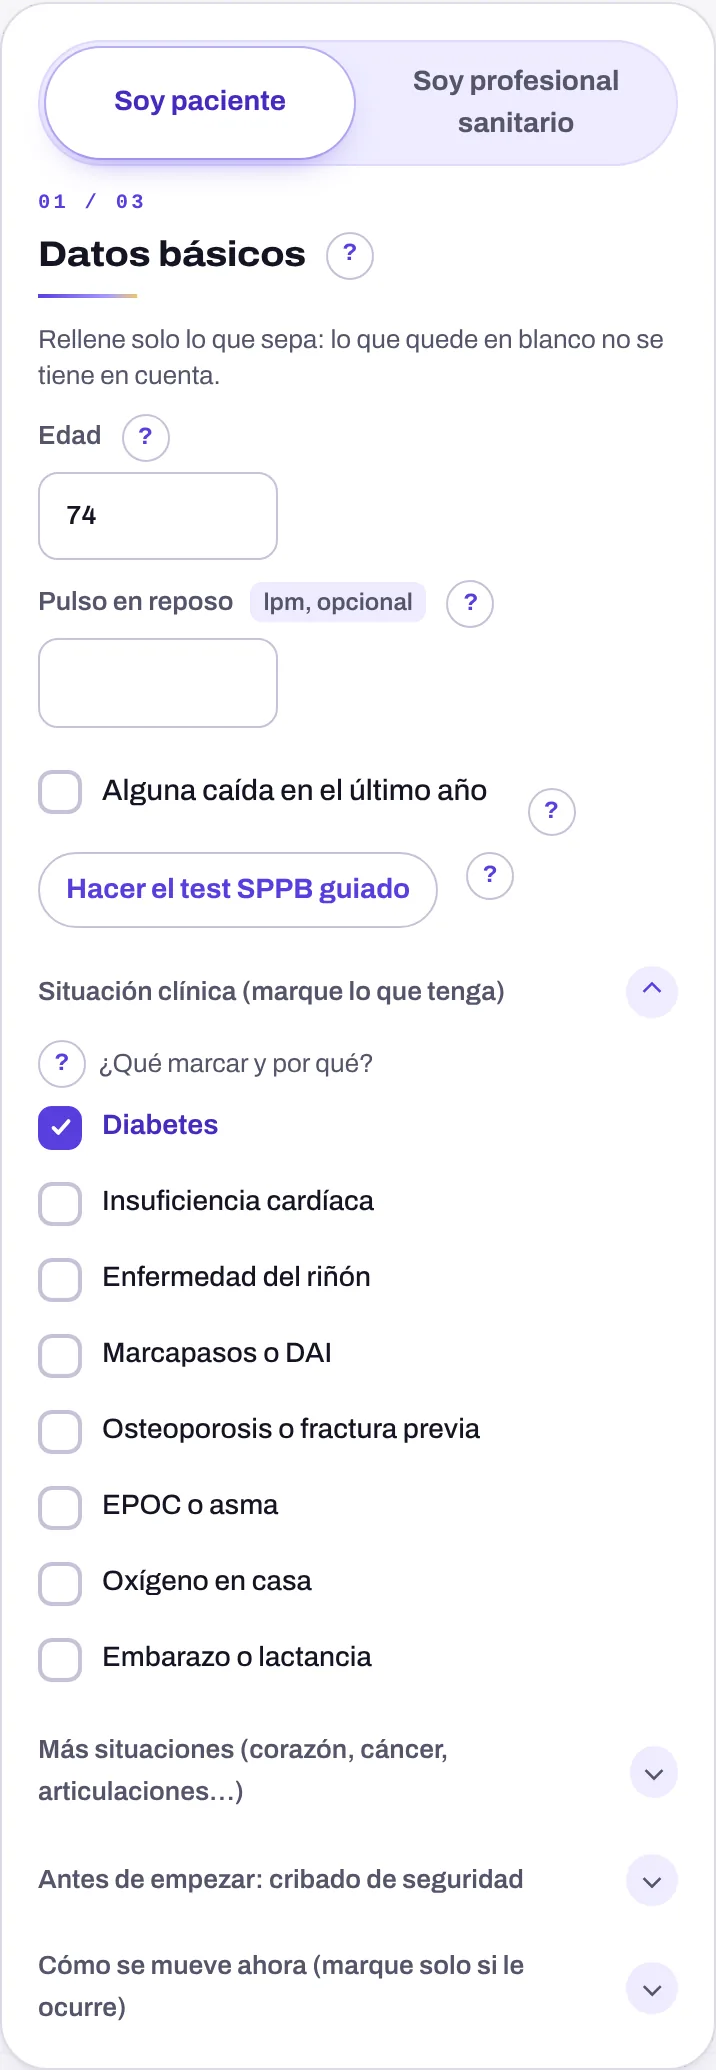 Soy paciente
Soy profesional
sanitario
01 / 03
Datos básicos ?
Rellene solo lo que sepa: lo que quede en blanco no se
tiene en cuenta.
Edad ?
74
Pulso en reposo lpm, opcional ?
Alguna caída en el último año ?
Hacer el test SPPB guiado ?
Situación clínica (marque lo que tenga)
? ¿Qué marcar y por qué?
Diabetes
Insuficiencia cardíaca
Enfermedad del riñón
Marcapasos o DAI
Osteoporosis o fractura previa
EPOC o asma
Oxígeno en casa
Embarazo o lactancia
Más situaciones (corazón, cáncer,
articulaciones...)
Antes de empezar: cribado de seguridad
Cómo se mueve ahora (marque solo si le
ocurre)